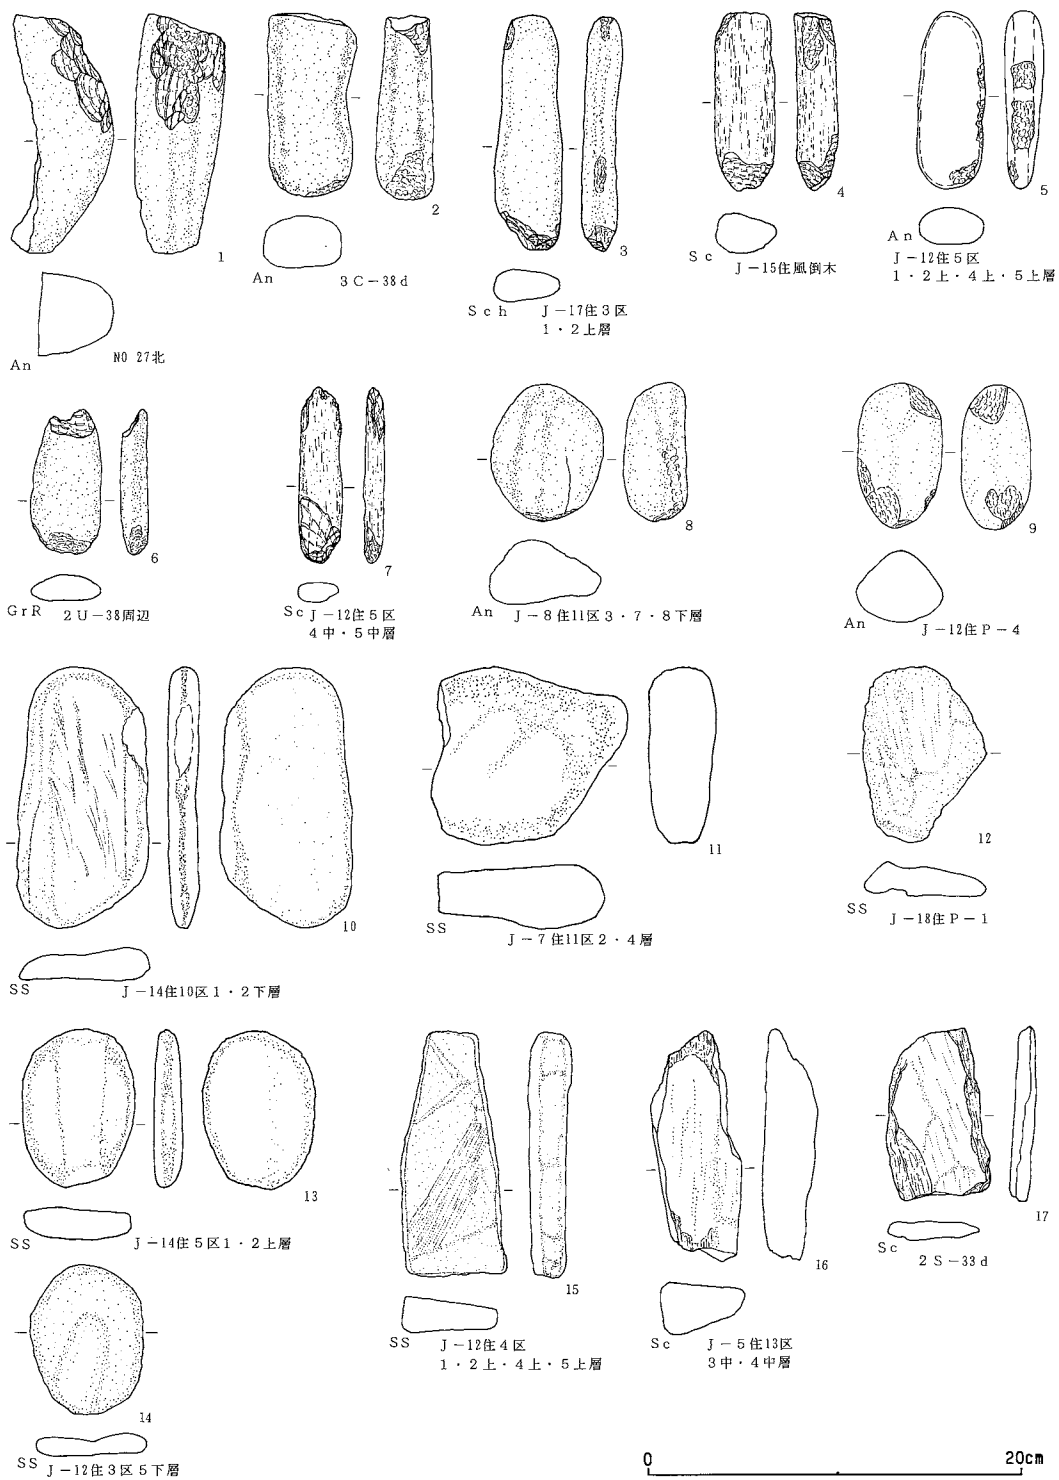 1
An
NO 27北
2
An
3C-38d
3
Sch
J-17住3区
1・2上層
4
Sc
J-15住風倒木
5
An
J-12住5区
1・2上・4上・5上層
6
GrR
2U-38周辺
7
Sc
J-12住5区
4中・5中層
8
An
J-8住11区3・7・8下層
9
An
J-12住P-4
10
SS
J-14住10区1・2下層
11
SS
J-7住11区2・4層
12
SS
J-18住P-1
13
SS
J-14住5区1・2上層
14
SS
J-12住3区5下層
15
SS
J-12住4区
1・2上・4上・5上層
16
Sc
J-5住13区
3中・4中層
17
Sc
2S-33d
0 20cm